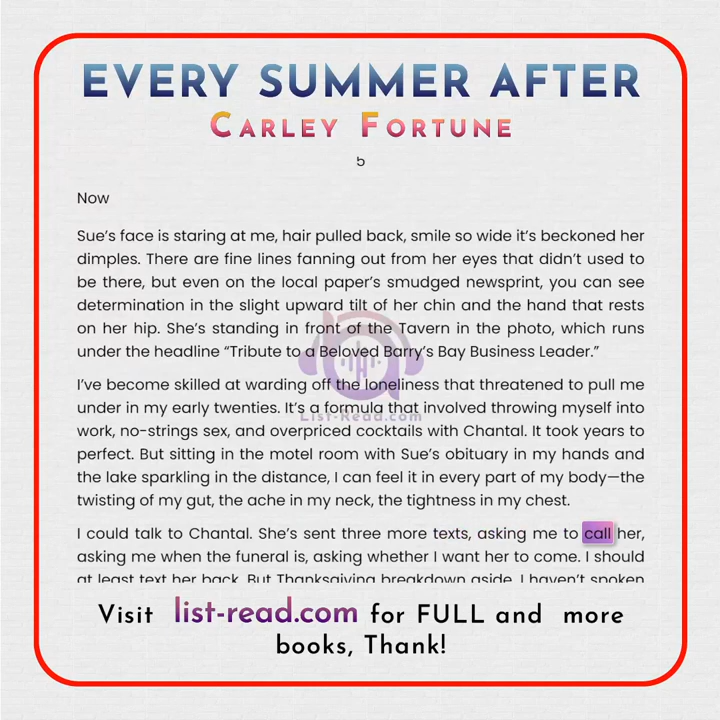 EVERY SUMMER AFTER
CARLEY FORTUNE
5
Now
Sue's face is staring at me, hair pulled back, smile so wide it's beckoned her
dimples. There are fine lines fanning out from her eyes that didn't used to
be there, but even on the local paper's smudged newsprint, you can see
determination in the slight upward tilt of her chin and the hand that rests
on her hip. She's standing in front of the Tavern in the photo, which runs
under the headline “Tribute to a Beloved Barry's Bay Business Leader.”
I've become skilled at warding off the loneliness that threatened to pull me
under in my early twenties. It's a formula that involved throwing myself into
List-Read.com
work, no-strings sex, and overpriced cocktails with Chantal. It took years to
perfect. But sitting in the motel room with Sue's obituary in my hands and
the lake sparkling in the distance, I can feel it in every part of my body—the
twisting of my gut, the ache in my neck, the tightness in my chest.
I could talk to Chantal. She's sent three more texts, asking me to call her,
asking me when the funeral is, asking whether I want her to come. I should
at least text her back. But Thanksgiving breakdown aside, I haven't spoken
Visit list-read.com for FULL and more
books, Thank!